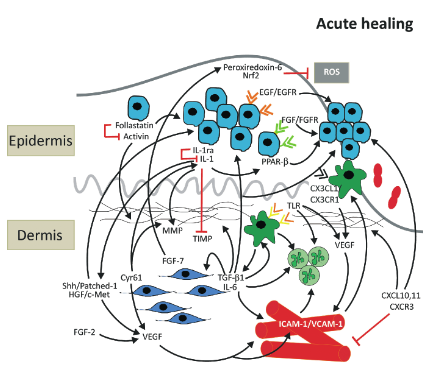 Acute healing
Peroxiredoxin-6
Nrf2
ROS
EGF/EGFR
Follastatin
Activin
FGF/FGFR
Epidermis
IL-1ra
IL-1
PPAR-β
CX3CL1
CX3CR1
TLR
MMP
TIMP
VEGF
Dermis
FGF-7
Cyr61
TGF-β1
IL-6
Shh/Patched-1
HGF/c-Met
CXCL10,11
CXCR3
ICAM-1/VCAM-1
FGF-2
VEGF